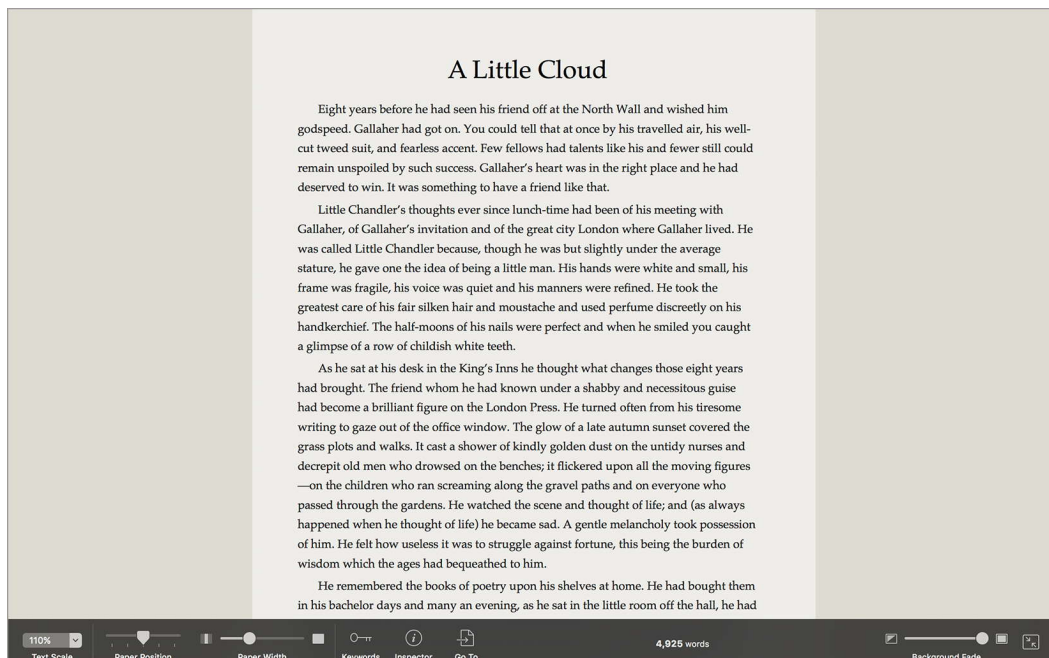 A Little Cloud
Eight years before he had seen his friend off at the North Wall and wished him
godspeed. Gallaher had got on. You could tell that at once by his travelled air, his well-
cut tweed suit, and fearless accent. Few fellows had talents like his and fewer still could
remain unspoiled by such success. Gallaher’s heart was in the right place and he had
deserved to win. It was something to have a friend like that.
Little Chandler’s thoughts ever since lunch-time had been of his meeting with
Gallaher, of Gallaher’s invitation and of the great city London where Gallaher lived. He
was called Little Chandler because, though he was but slightly under the average
stature, he gave one the idea of being a little man. His hands were white and small, his
frame was fragile, his voice was quiet and his manners were refined. He took the
greatest care of his fair silken hair and moustache and used perfume discreetly on his
handkerchief. The half-moons of his nails were perfect and when he smiled you caught
a glimpse of a row of childish white teeth.
As he sat at his desk in the King’s Inns he thought what changes those eight years
had brought. The friend whom he had known under a shabby and necessitous guise
had become a brilliant figure on the London Press. He turned often from his tiresome
writing to gaze out of the office window. The glow of a late autumn sunset covered the
grass plots and walks. It cast a shower of kindly golden dust on the untidy nurses and
decrepit old men who drowsed on the benches; it flickered upon all the moving figures
—on the children who ran screaming along the gravel paths and on everyone who
passed through the gardens. He watched the scene and thought of life; and (as always
happened when he thought of life) he became sad. A gentle melancholy took possession
of him. He felt how useless it was to struggle against fortune, this being the burden of
wisdom which the ages had bequeathed to him.
He remembered the books of poetry upon his shelves at home. He had bought them
in his bachelor days and many an evening, as he sat in the little room off the hall, he had
110%
4,925 words
Text Scale Paper Position Paper Width Keywords Inspector Go To Background Fade